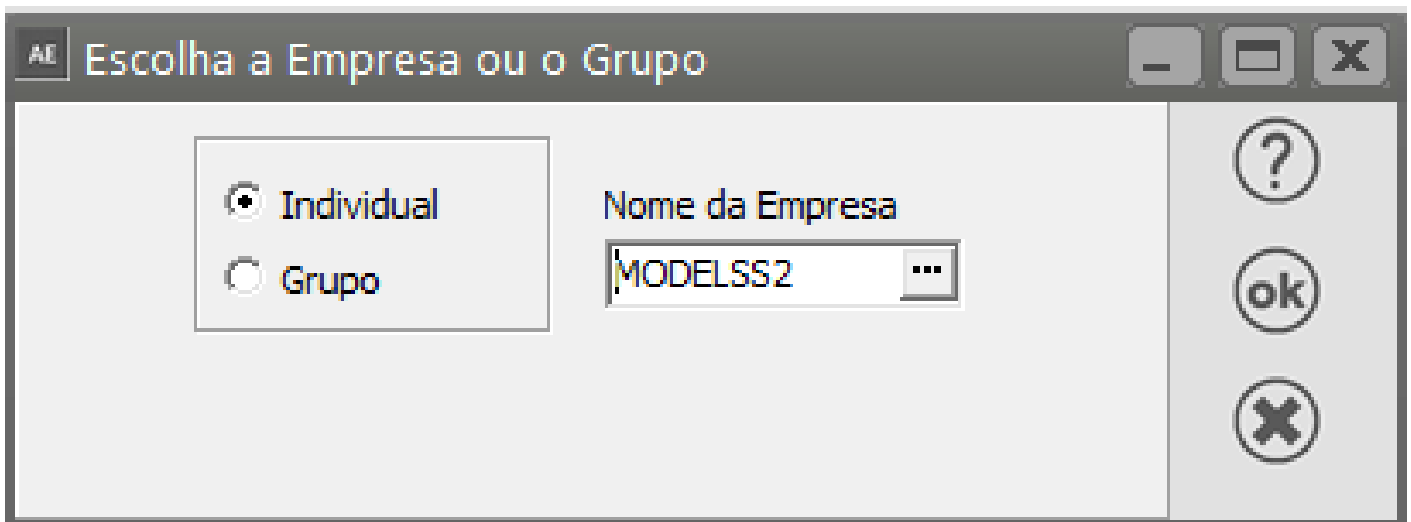 AE Escolha a Empresa ou o Grupo
Individual
Grupo
Nome da Empresa
MODELSS2 ...
?
ok